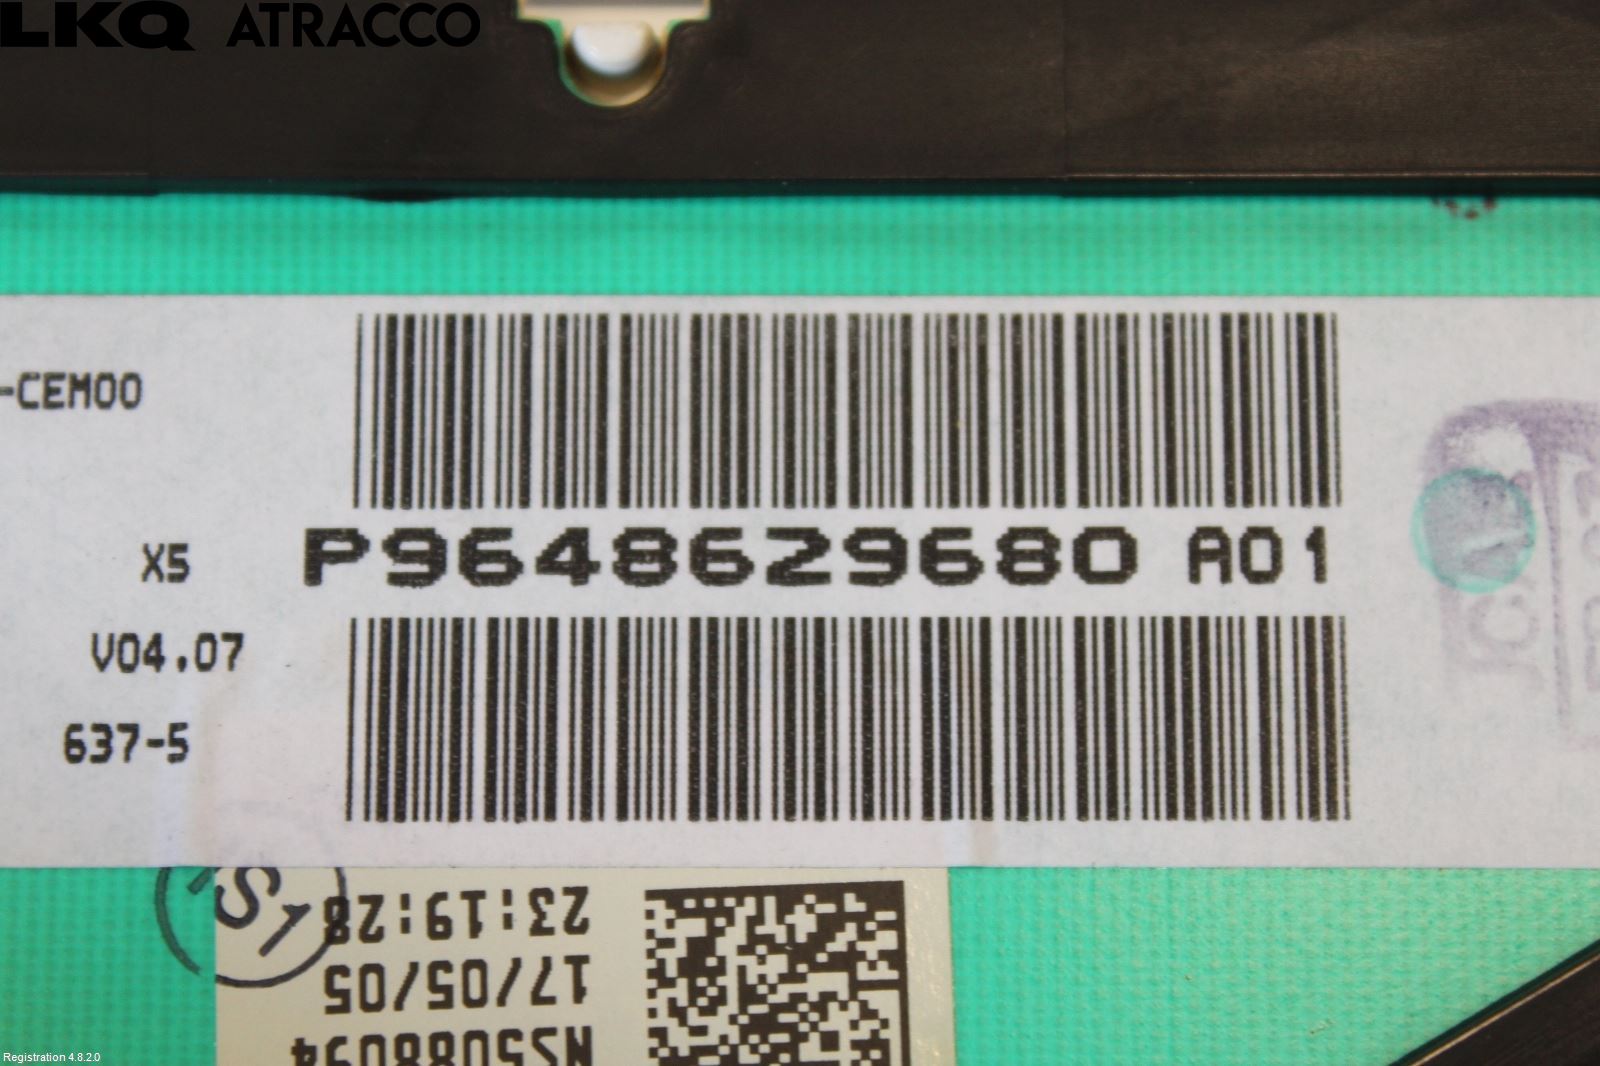 LKQ ATRACCO
-CEM00
X5
P9648629680 A01
V04.07
637-5
23:19:28
17/05/05
NS508894
Registration 4.8.2.0